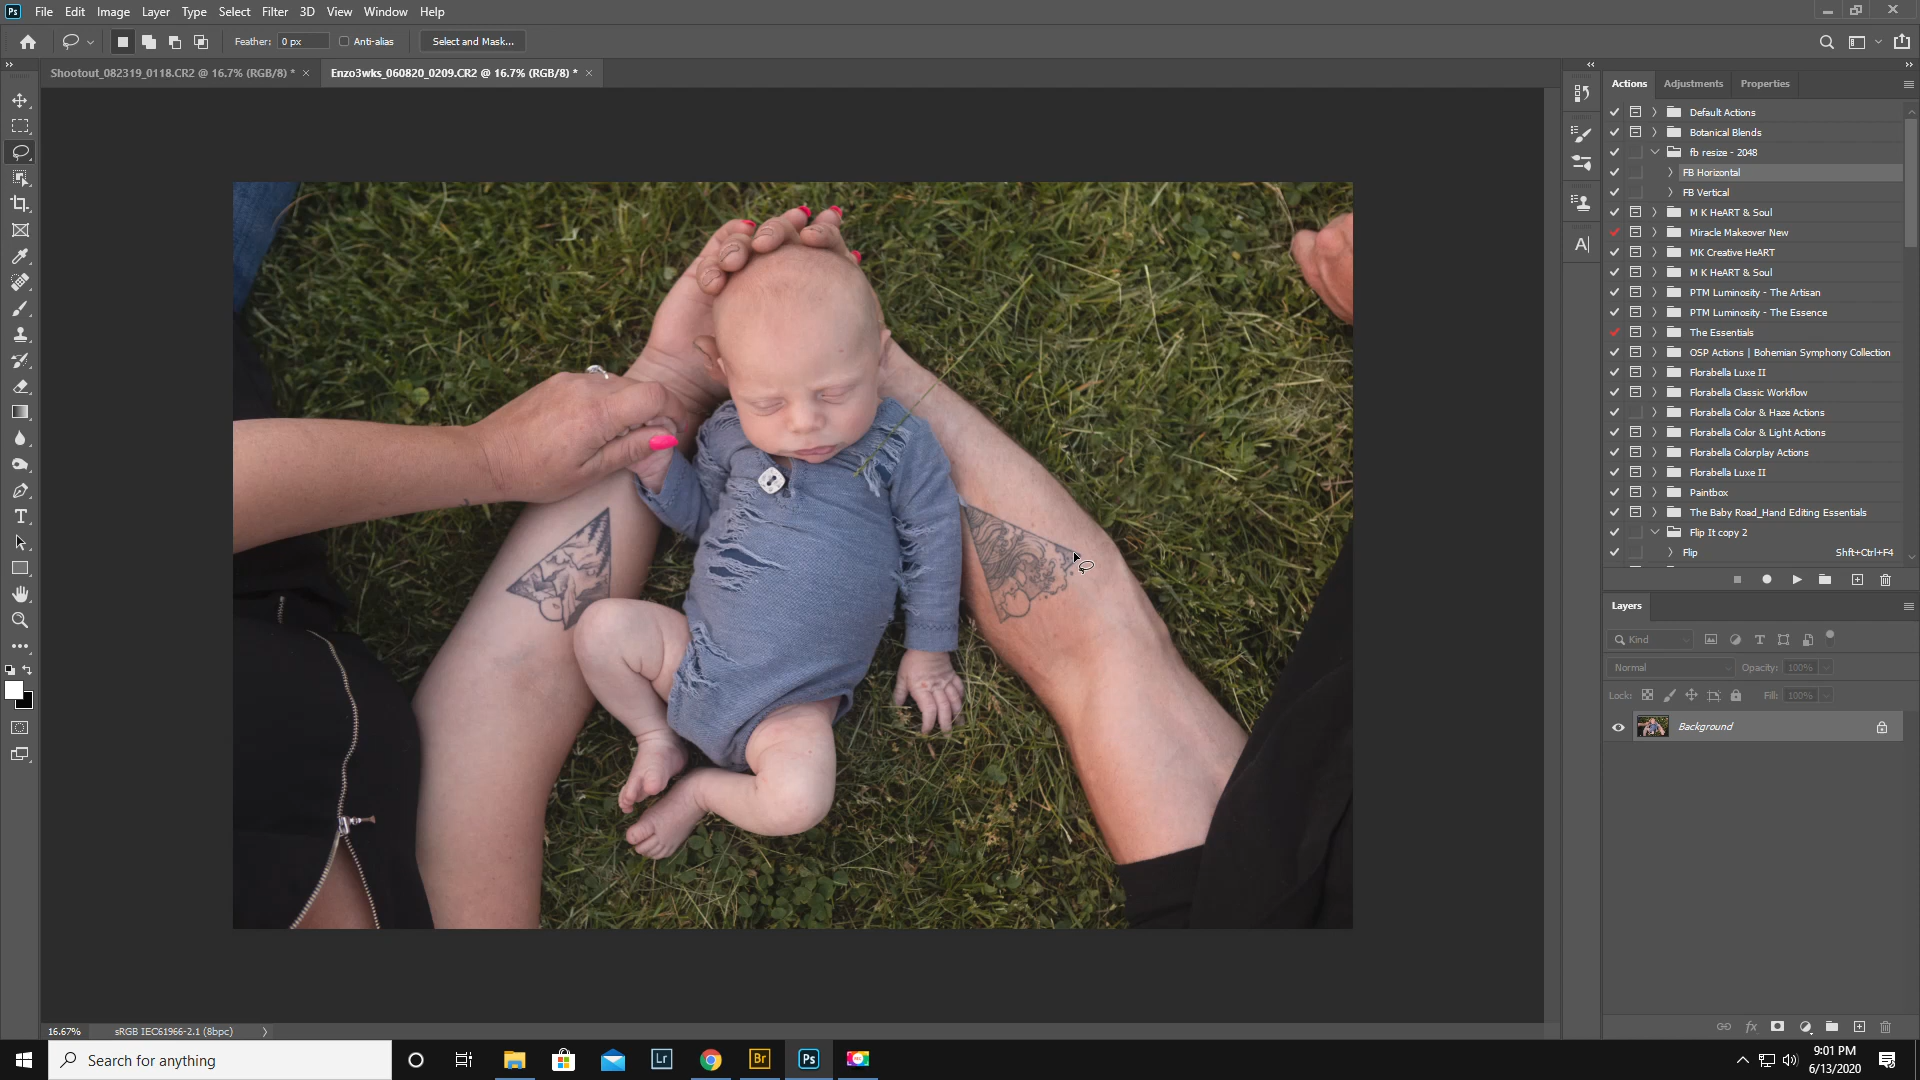 Ps File Edit Image Layer Type Select Filter 3D View Window Help
Feather: 0 px Anti-alias Select and Mask...
Shootout_082319_0118.CR2 @ 16.7% (RGB/8) * × Enzo3wks_060820_0209.CR2 @ 16.7% (RGB/8) * ×
Actions Adjustments Properties
Default Actions
Botanical Blends
fb resize - 2048
FB Horizontal
FB Vertical
M K HeART & Soul
Miracle Makeover New
MK Creative HeART
M K HeART & Soul
PTM Luminosity - The Artisan
PTM Luminosity - The Essence
The Essentials
OSP Actions | Bohemian Symphony Collection
Florabella Luxe II
Florabella Classic Workflow
Florabella Color & Haze Actions
Florabella Color & Light Actions
Florabella Colorplay Actions
Florabella Luxe II
Paintbox
The Baby Road_Hand Editing Essentials
Flip It copy 2
Flip Shft+Ctrl+F4
Layers
Kind
Normal Opacity: 100%
Lock: Fill: 100%
Background
fx
16.67% sRGB IEC61966-2.1 (8bpc)
Search for anything
Lr Br Ps
9:01 PM
6/13/2020